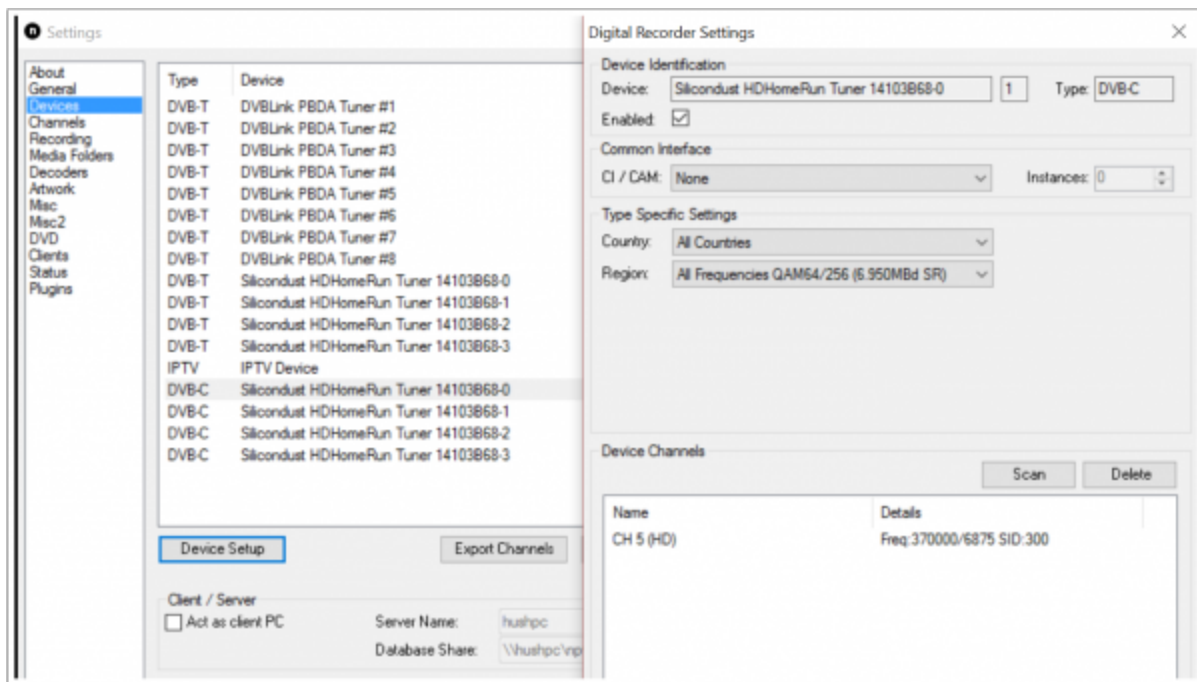 Settings
About
General
Devices
Channels
Recording
Media Folders
Decoders
Artwork
Misc
Misc2
DVD
Clients
Status
Plugins
Type Device
DVB-T DVBLink PBDA Tuner #1
DVB-T DVBLink PBDA Tuner #2
DVB-T DVBLink PBDA Tuner #3
DVB-T DVBLink PBDA Tuner #4
DVB-T DVBLink PBDA Tuner #5
DVB-T DVBLink PBDA Tuner #6
DVB-T DVBLink PBDA Tuner #7
DVB-T DVBLink PBDA Tuner #8
DVB-T Silicondust HDHomeRun Tuner 14103B68-0
DVB-T Silicondust HDHomeRun Tuner 14103B68-1
DVB-T Silicondust HDHomeRun Tuner 14103B68-2
DVB-T Silicondust HDHomeRun Tuner 14103B68-3
IPTV IPTV Device
DVB-C Silicondust HDHomeRun Tuner 14103B68-0
DVB-C Silicondust HDHomeRun Tuner 14103B68-1
DVB-C Silicondust HDHomeRun Tuner 14103B68-2
DVB-C Silicondust HDHomeRun Tuner 14103B68-3
Device Setup Export Channels
Client / Server
Act as client PC Server Name: hushpc
Database Share: \\hushpc\np
Digital Recorder Settings
Device Identification
Device: Silicondust HDHomeRun Tuner 14103B68-0 1 Type: DVB-C
Enabled:
Common Interface
CI / CAM: None Instances: 0
Type Specific Settings
Country: All Countries
Region: All Frequencies QAM64/256 (6.950MBd SR)
Device Channels
Scan Delete
Name Details
CH 5 (HD) Freq:370000/6875 SID:300